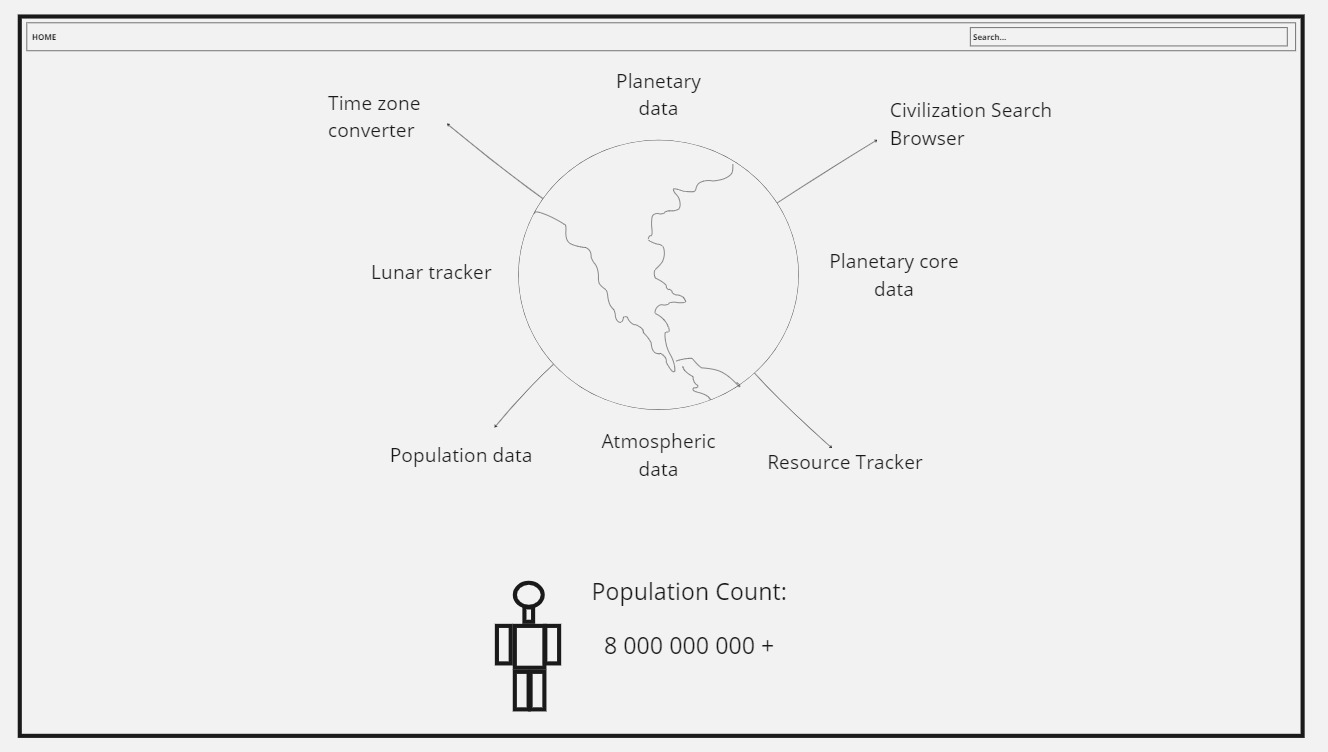 HOME
Search...
Planetary
data
Time zone
converter
Civilization Search
Browser
Lunar tracker
Planetary core
data
Population data
Atmospheric
data
Resource Tracker
Population Count:
8 000 000 000 +